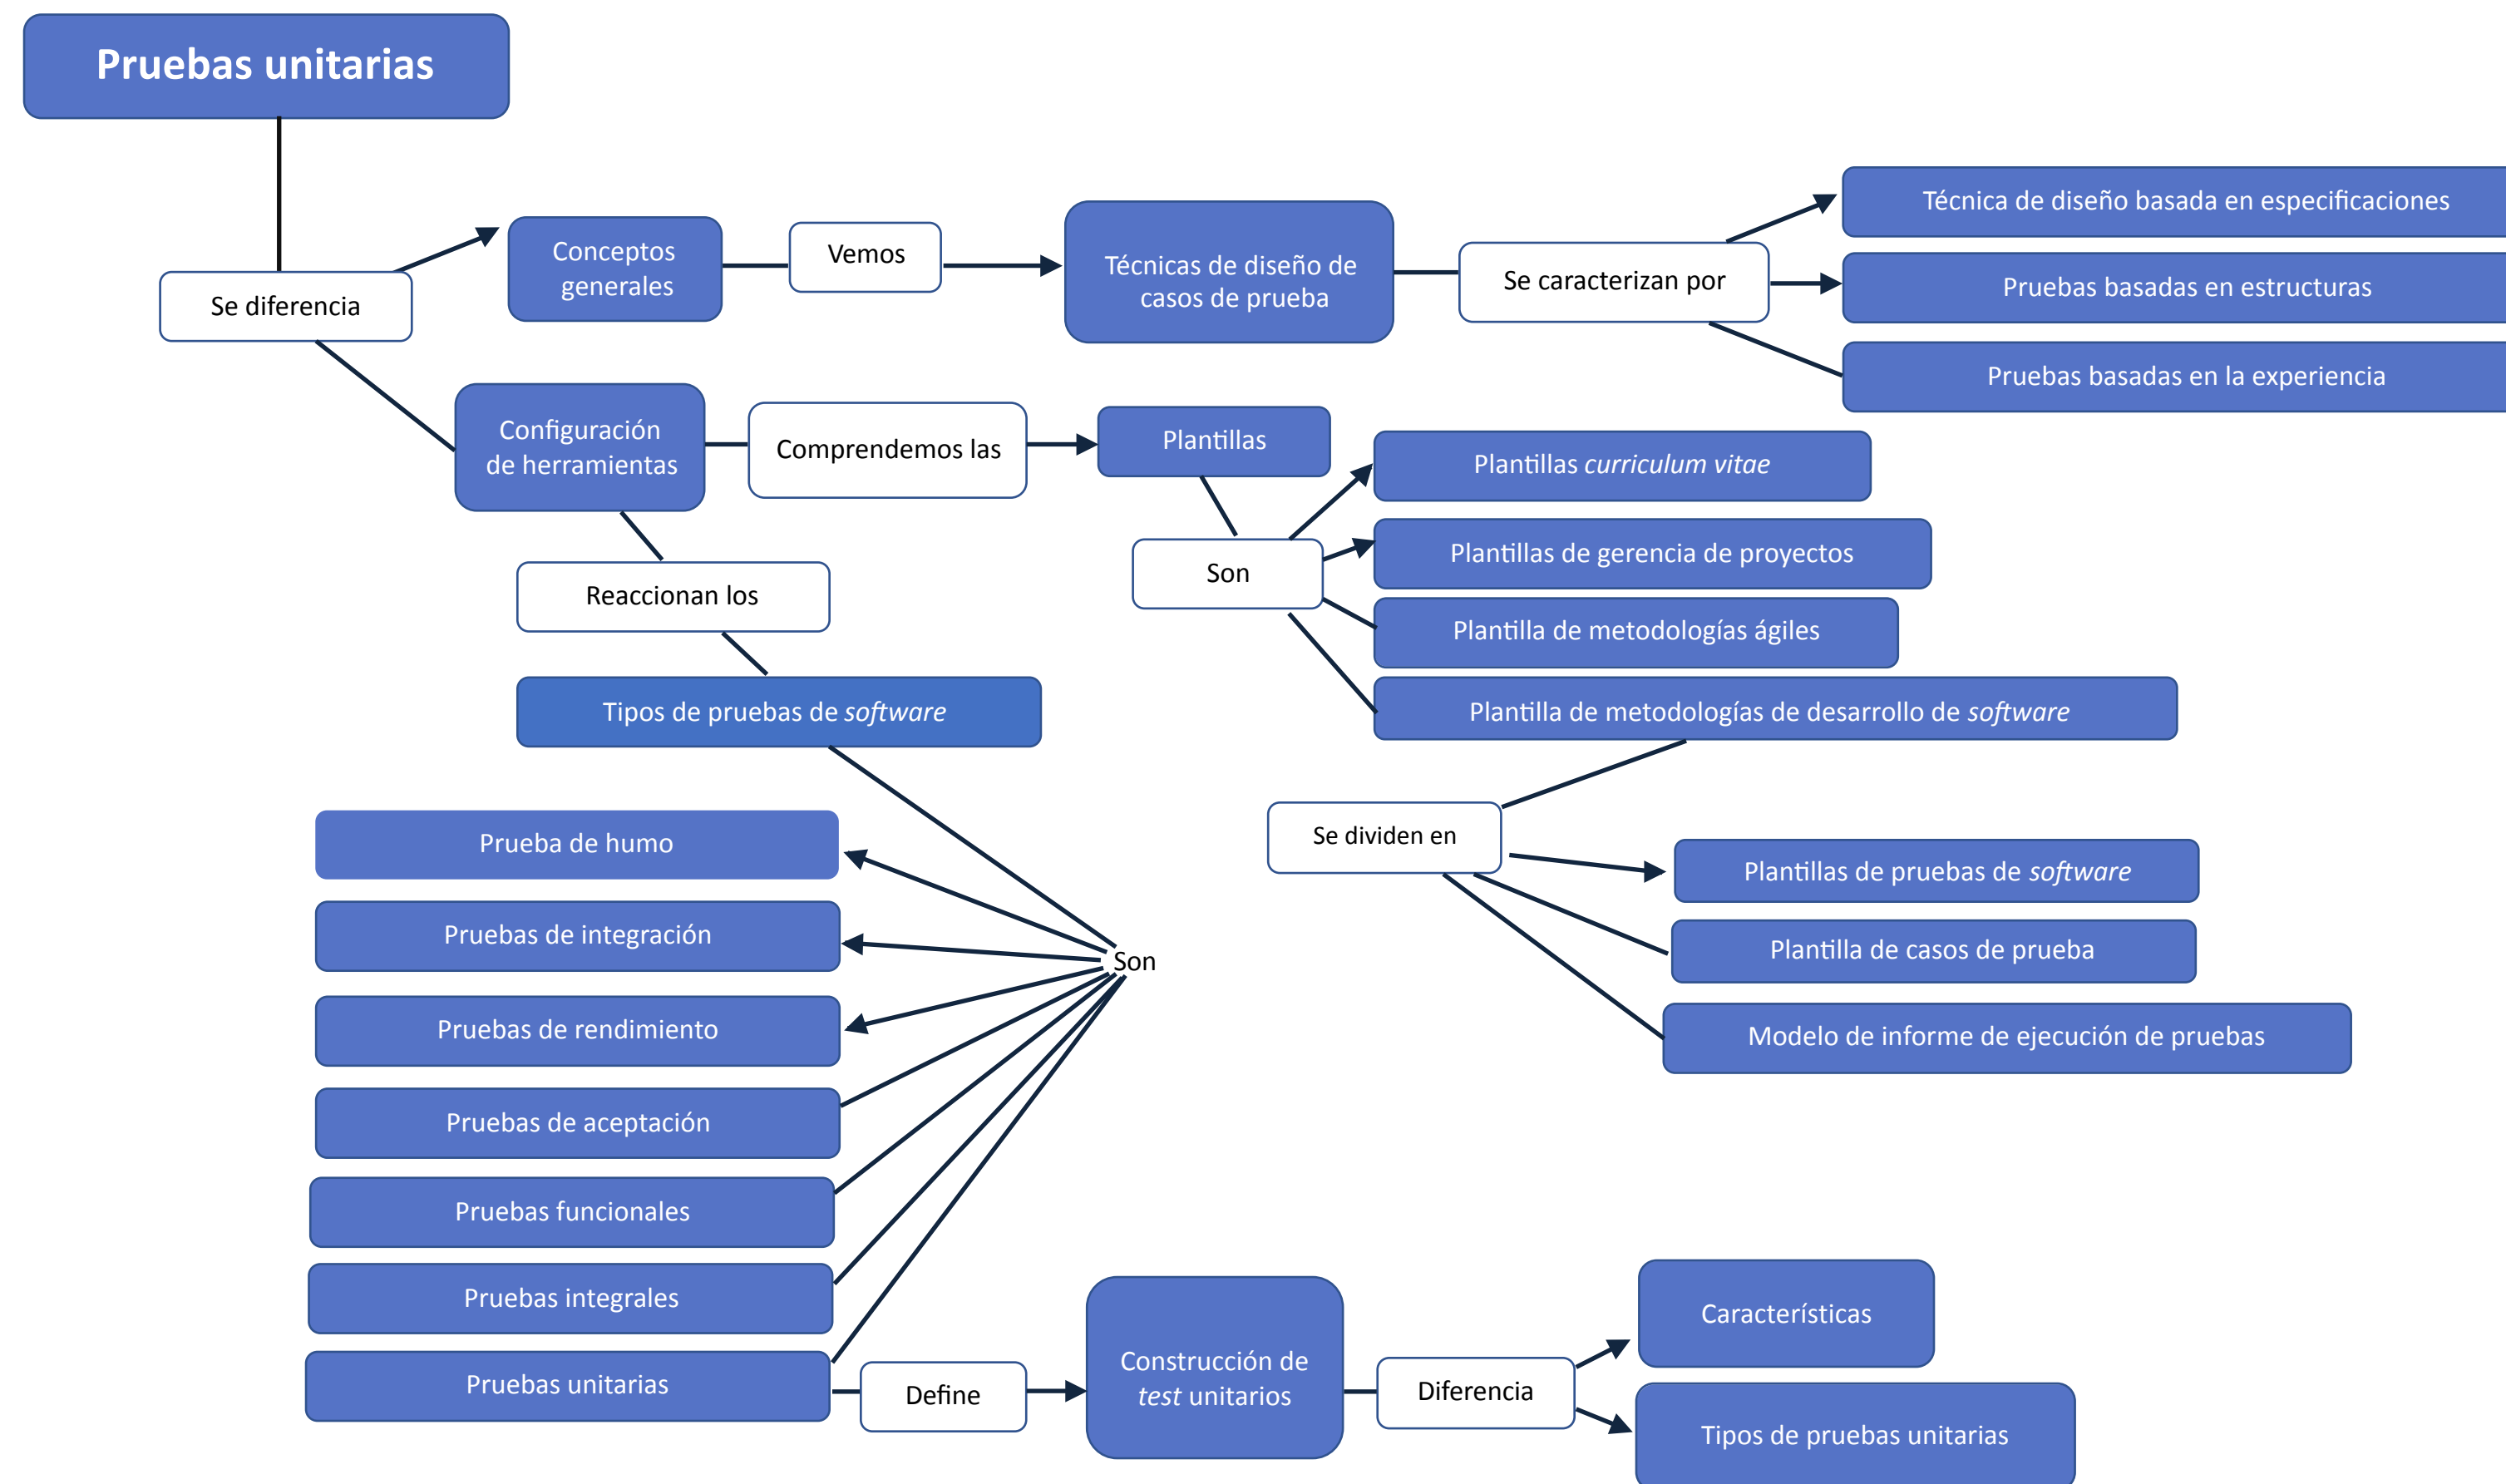 Pruebas unitarias
Se diferencia
Conceptos
generales
Vemos
Técnicas de diseño de
casos de prueba
Se caracterizan por
Técnica de diseño basada en especificaciones
Pruebas basadas en estructuras
Pruebas basadas en la experiencia
Configuración
de herramientas
Comprendemos las
Plantillas
Son
Plantillas curriculum vitae
Plantillas de gerencia de proyectos
Plantilla de metodologías ágiles
Plantilla de metodologías de desarrollo de software
Reaccionan los
Tipos de pruebas de software
Se dividen en
Plantillas de pruebas de software
Plantilla de casos de prueba
Modelo de informe de ejecución de pruebas
Son
Prueba de humo
Pruebas de integración
Pruebas de rendimiento
Pruebas de aceptación
Pruebas funcionales
Pruebas integrales
Pruebas unitarias
Define
Construcción de
test unitarios
Diferencia
Características
Tipos de pruebas unitarias